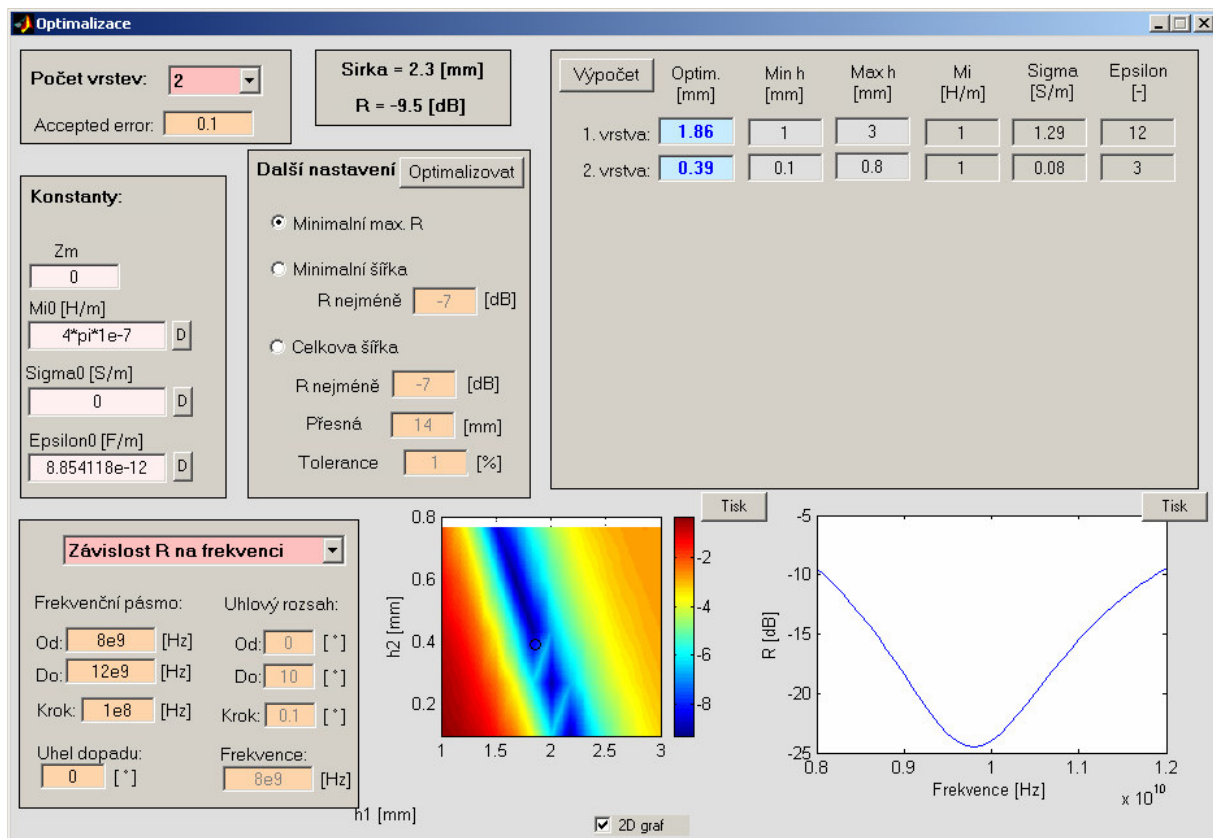 Optimalizace
Počet vrstev: 2
Accepted error: 0.1
Sirka = 2.3 [mm]
R = -9.5 [dB]
Výpočet Optim. [mm] Min h [mm] Max h [mm] Mi [H/m] Sigma [S/m] Epsilon [-]
1. vrstva: 1.86 1 3 1 1.29 12
2. vrstva: 0.39 0.1 0.8 1 0.08 3
Konstanty:
Zm
0
Mi0 [H/m]
4*pi*1e-7 D
Sigma0 [S/m]
0 D
Epsilon0 [F/m]
8.854118e-12 D
Další nastavení Optimalizovat
Minimalní max. R
Minimalní šířka
R nejméně -7 [dB]
Celkova šířka
R nejméně -7 [dB]
Přesná 14 [mm]
Tolerance 1 [%]
Závislost R na frekvenci
Frekvenční pásmo:
Od: 8e9 [Hz]
Do: 12e9 [Hz]
Krok: 1e8 [Hz]
Uhel dopadu:
0 [°]
Uhlový rozsah:
Od: 0 [°]
Do: 10 [°]
Krok: 0.1 [°]
Frekvence:
8e9 [Hz]
Tisk
0.8
0.6
0.4
0.2
h2 [mm]
1 1.5 2 2.5 3
h1 [mm]
-2
-4
-6
-8
2D graf
Tisk
-5
-10
-15
-20
-25
R [dB]
0.8 0.9 1 1.1 1.2
Frekvence [Hz]
x 10^10